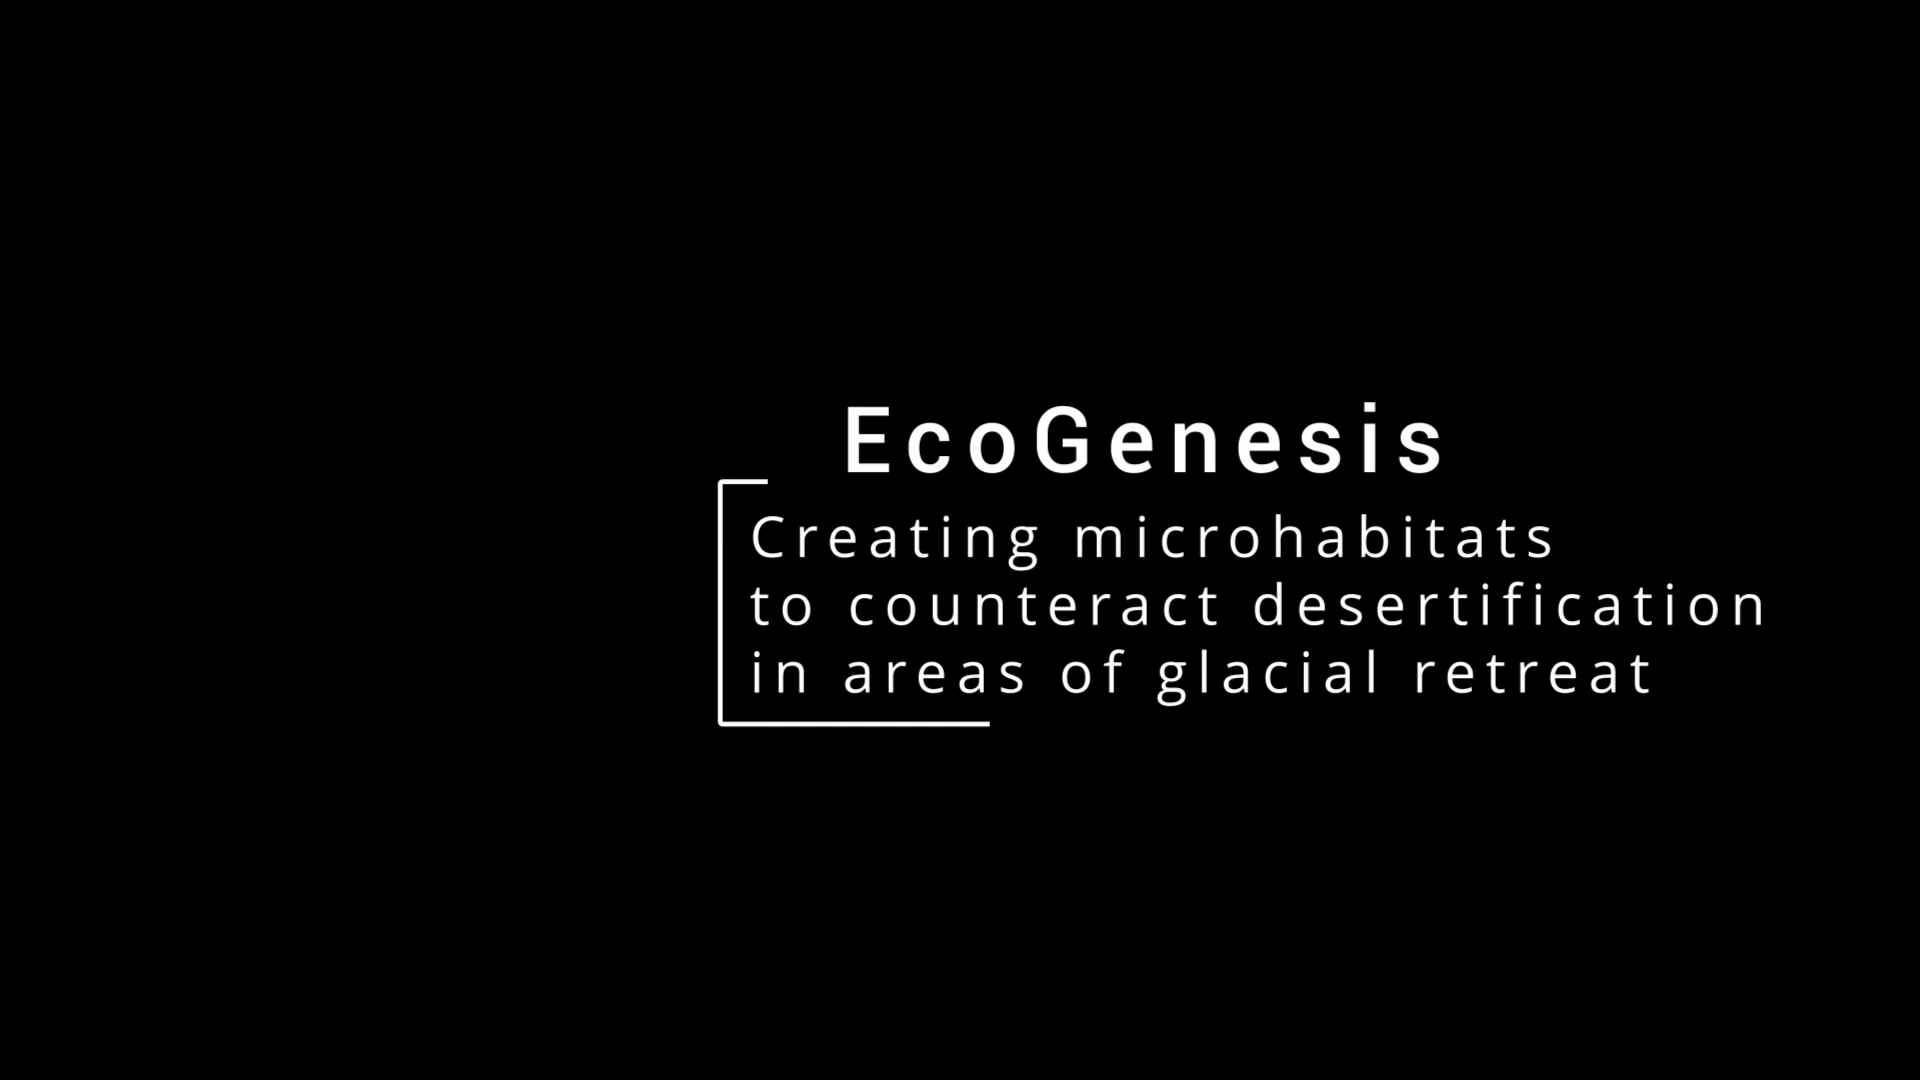 EcoGenesis
Creating microhabitats
to counteract desertification
in areas of glacial retreat